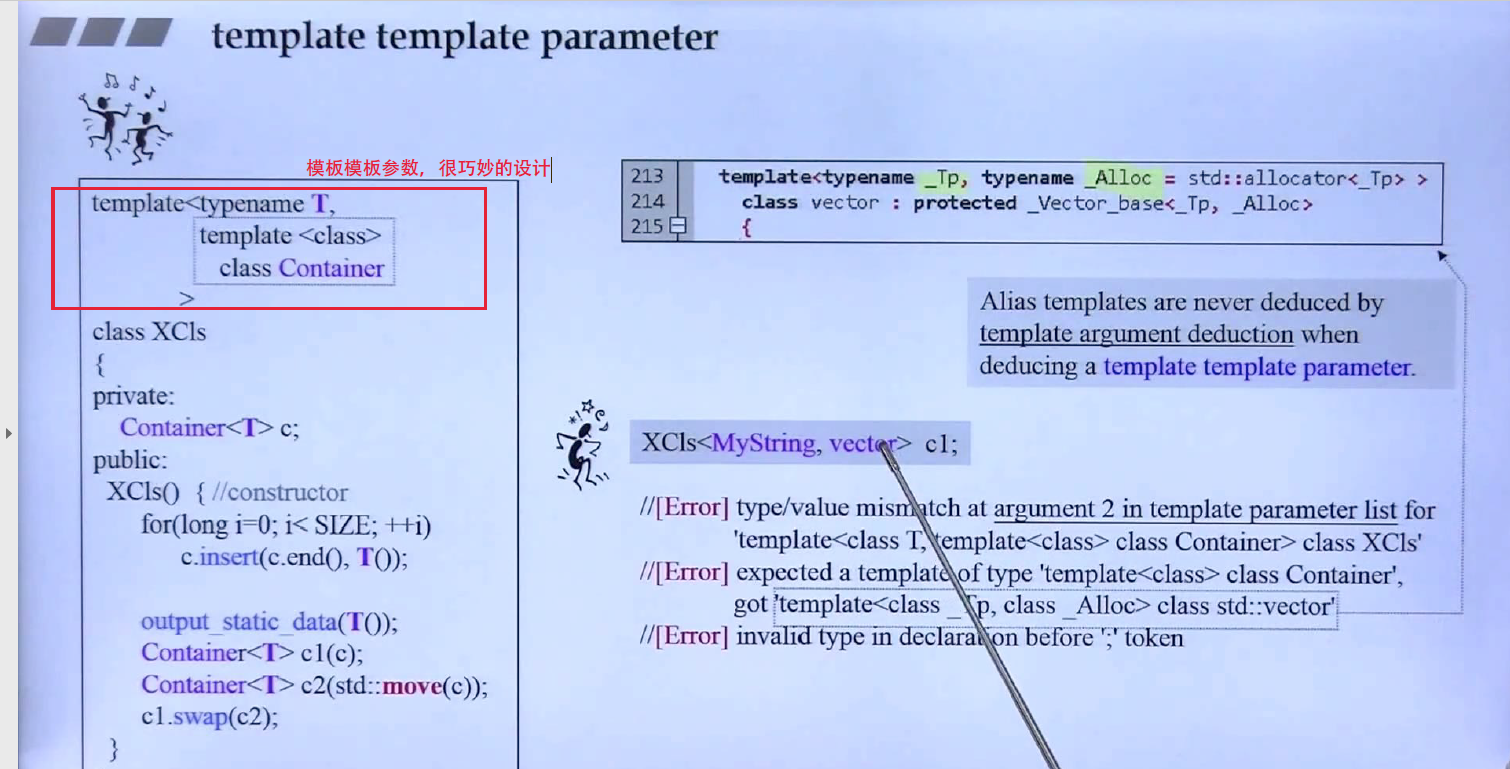 template template parameter
模板模板参数，很巧妙的设计
template<typename T,
template <class>
class Container
>
class XCls
{
private:
Container<T> c;
public:
XCls() { //constructor
for(long i=0; i< SIZE; ++i)
c.insert(c.end(), T());
output_static_data(T());
Container<T> c1(c);
Container<T> c2(std::move(c));
c1.swap(c2);
}
213 template<typename _Tp, typename _Alloc = std::allocator<_Tp> >
214 class vector : protected _Vector_base<_Tp, _Alloc>
215 {
Alias templates are never deduced by
template argument deduction when
deducing a template template parameter.
XCls<MyString, vector> c1;
//[Error] type/value mismatch at argument 2 in template parameter list for
'template<class T, template<class> class Container> class XCls'
//[Error] expected a template of type 'template<class> class Container',
got 'template<class _Tp, class _Alloc> class std::vector'
//[Error] invalid type in declaration before ';' token